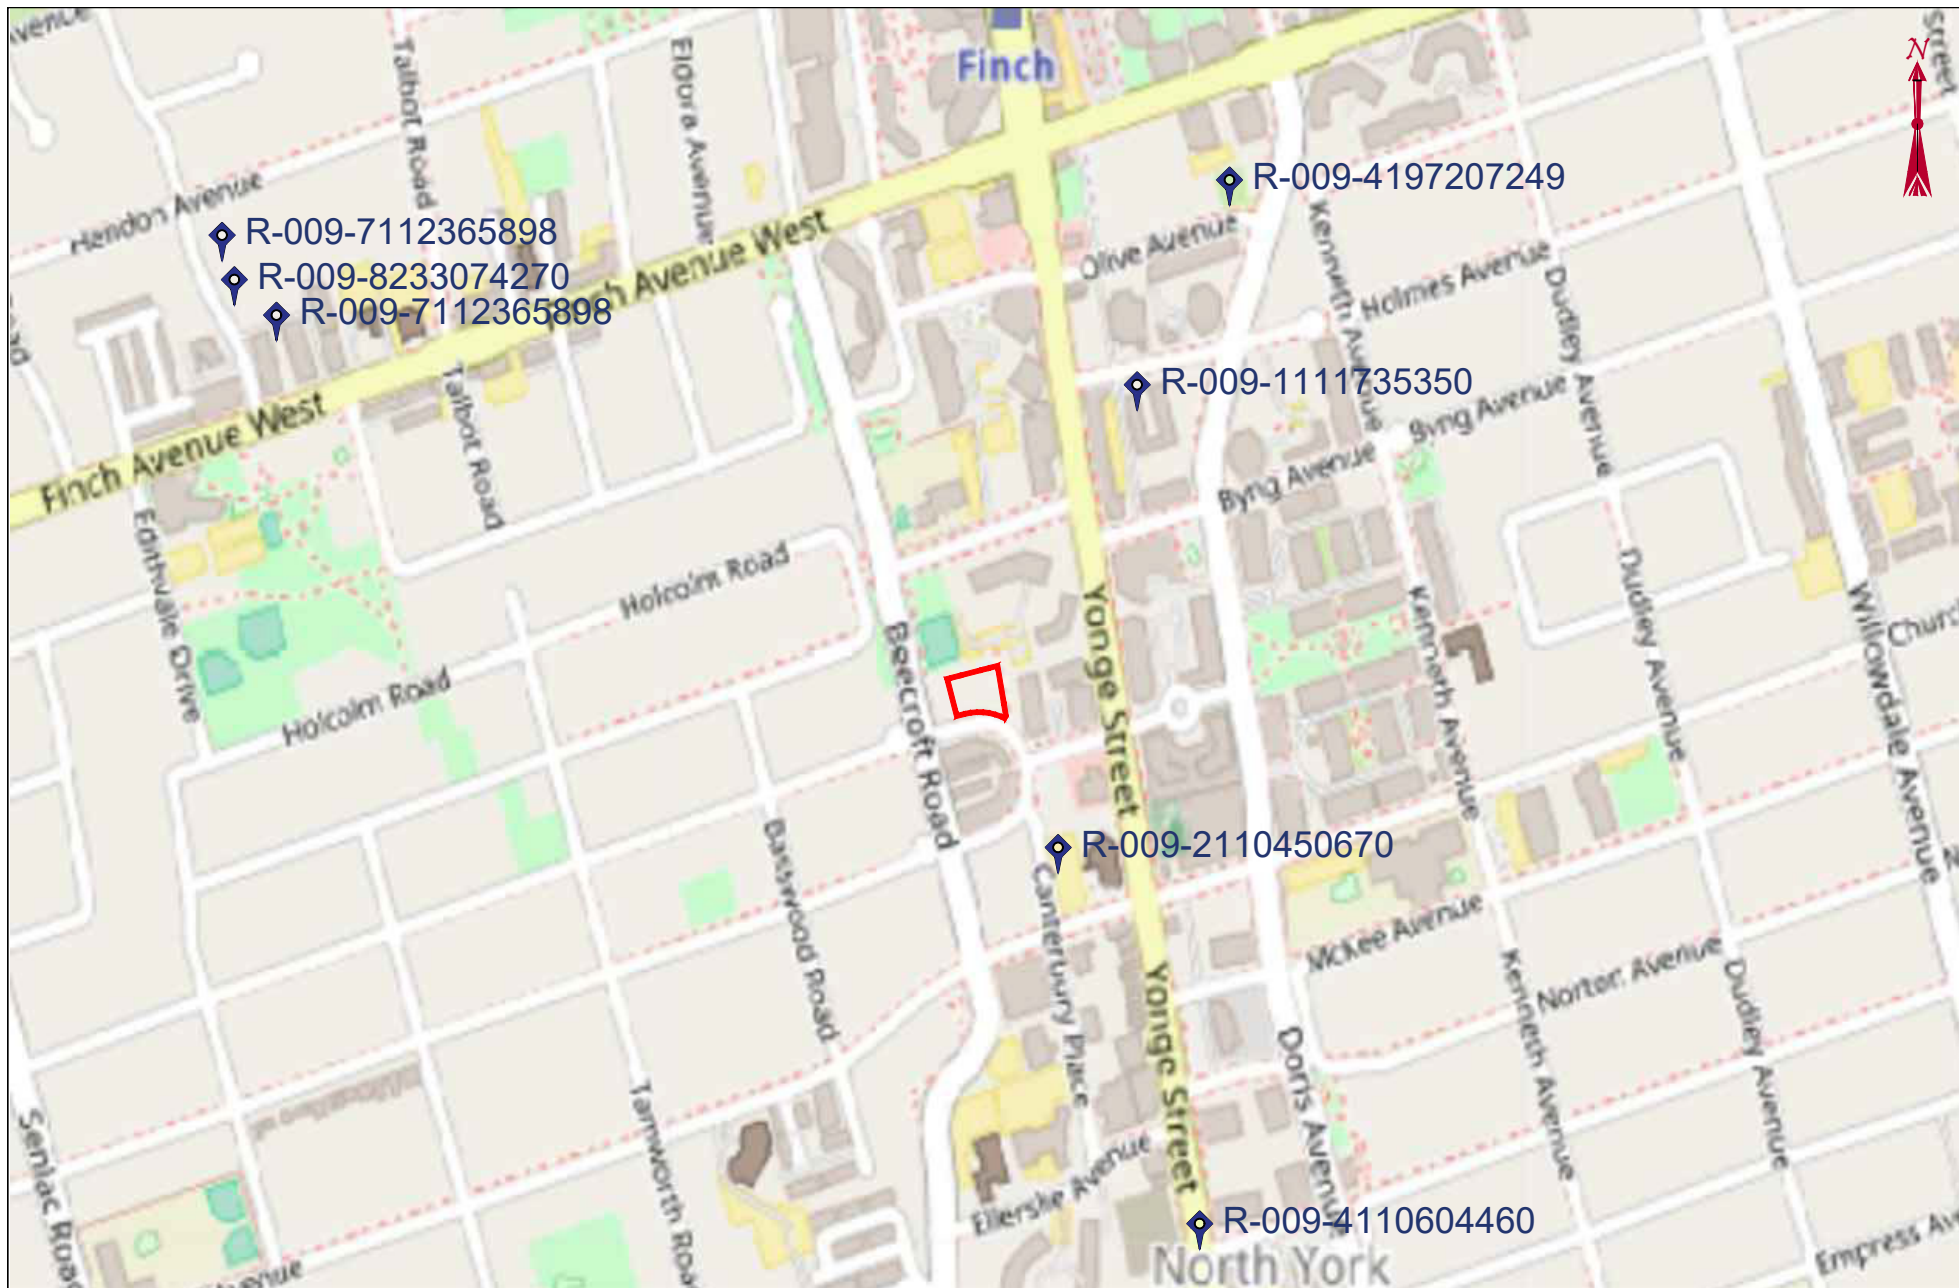 Finch
N
Street
Talbot Road
Eldora Avenue
Hendon Avenue
R-009-4197207249
R-009-7112365898
R-009-8233074270
R-009-7112365898
Finch Avenue West
Olive Avenue
Kenneth Avenue
Holmes Avenue
Dudley Avenue
R-009-1111735350
Talbot Road
Finch Avenue West
Byng Avenue
Byng Avenue
Edithvale Drive
Holcolm Road
Yonge Street
Kenneth Avenue
Dudley Avenue
Willowdale Avenue
Church
Beecroft Road
Holcolm Road
Basswood Road
R-009-2110450670
Canterbury Place
McKee Avenue
Norton Avenue
Kenneth Avenue
Dudley Avenue
Yonge Street
Doris Avenue
Senlac Road
Tamworth Road
Ellerslie Avenue
R-009-4110604460
North York
Empress Av
Avenue